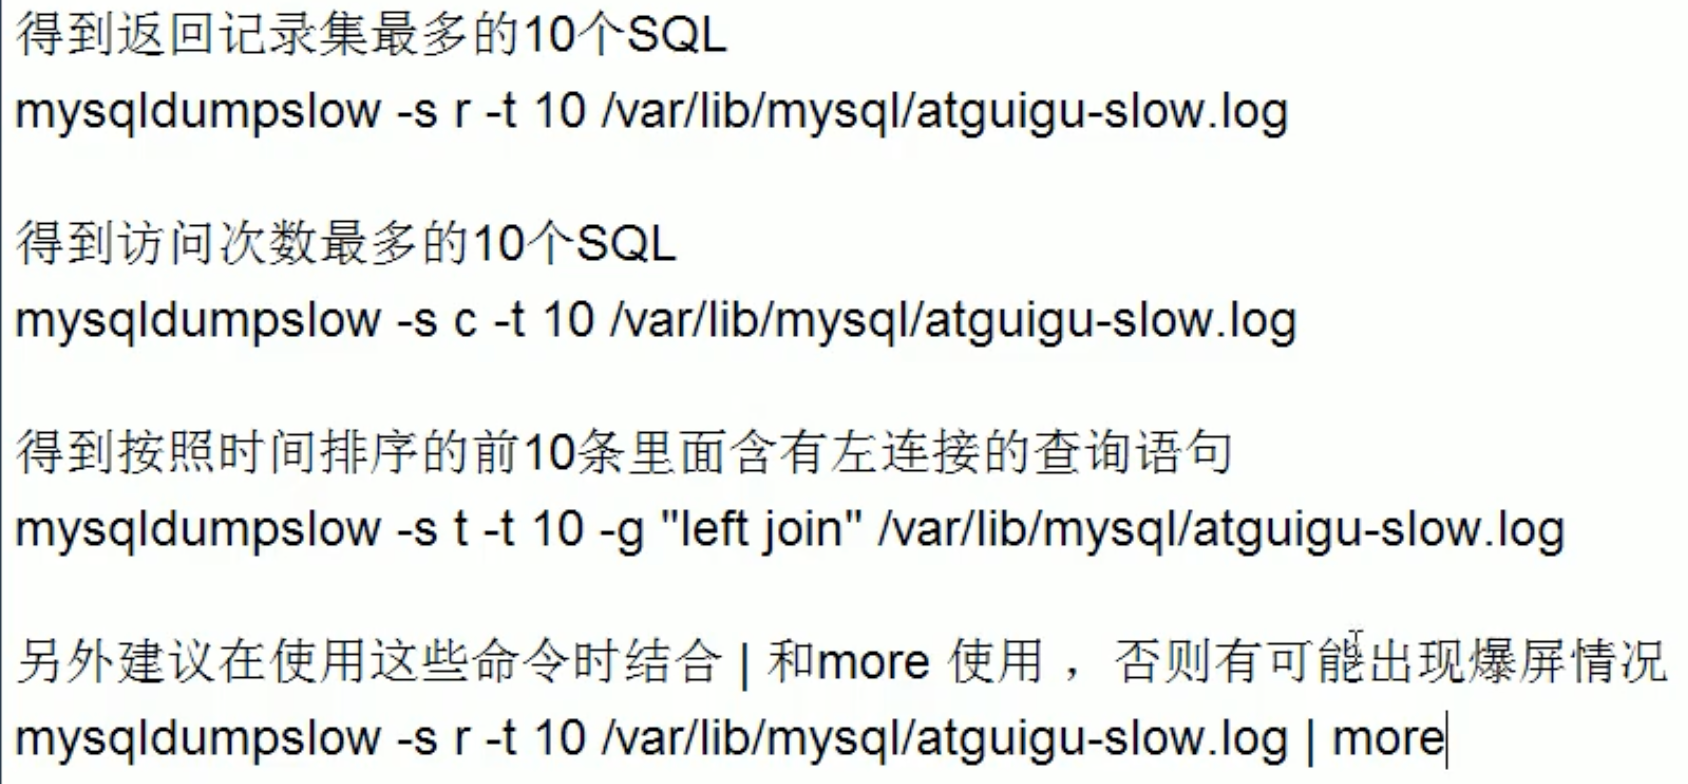 得到返回记录集最多的10个SQL
mysqldumpslow -s r -t 10 /var/lib/mysql/atguigu-slow.log
得到访问次数最多的10个SQL
mysqldumpslow -s c -t 10 /var/lib/mysql/atguigu-slow.log
得到按照时间排序的前10条里面含有左连接的查询语句
mysqldumpslow -s t -t 10 -g "left join" /var/lib/mysql/atguigu-slow.log
另外建议在使用这些命令时结合 | 和more 使用 ，否则有可能出现爆屏情况
mysqldumpslow -s r -t 10 /var/lib/mysql/atguigu-slow.log | more